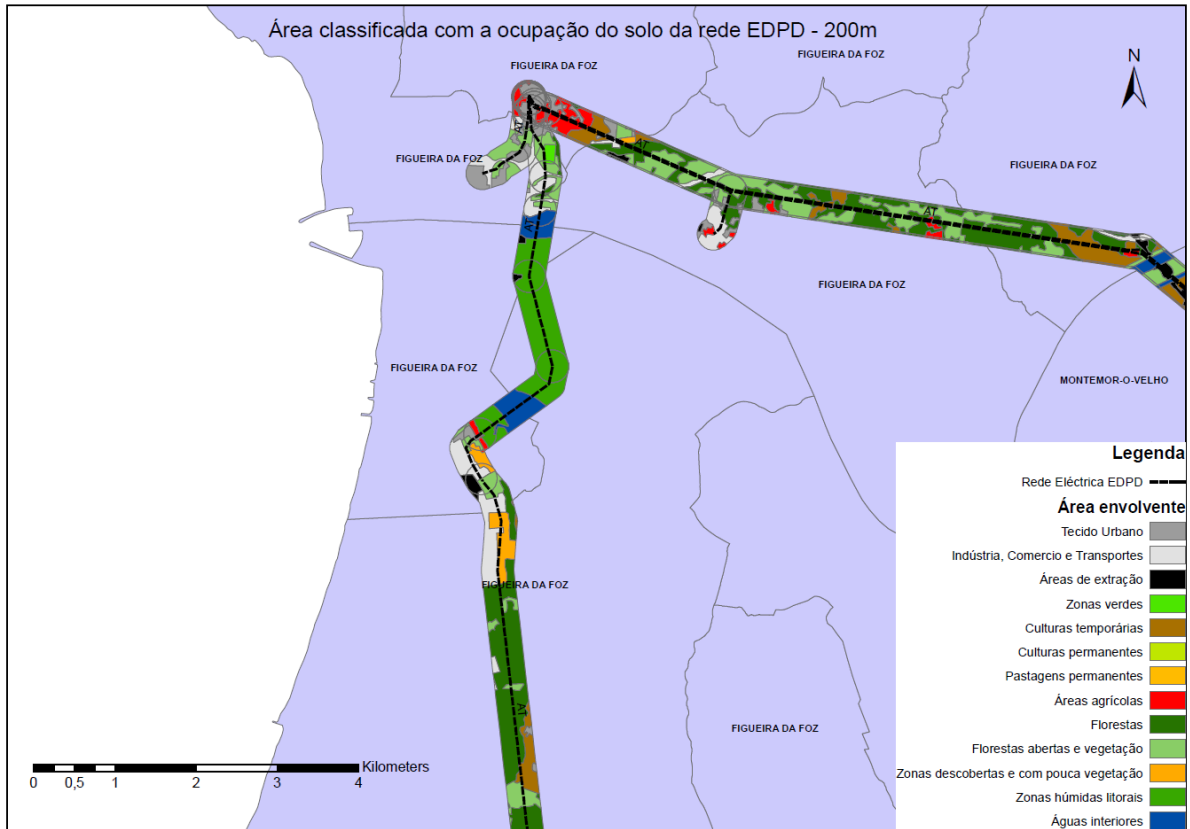 Área classificada com a ocupação do solo da rede EDPD - 200m
FIGUEIRA DA FOZ
FIGUEIRA DA FOZ
N
AT
AT
FIGUEIRA DA FOZ
FIGUEIRA DA FOZ
AT
AT
FIGUEIRA DA FOZ
FIGUEIRA DA FOZ
MONTEMOR-O-VELHO
FIGUEIRA DA FOZ
AT
FIGUEIRA DA FOZ
Kilometers
0 0,5 1 2 3 4
Legenda
Rede Eléctrica EDPD
Área envolvente
Tecido Urbano
Indústria, Comercio e Transportes
Áreas de extração
Zonas verdes
Culturas temporárias
Culturas permanentes
Pastagens permanentes
Áreas agrícolas
Florestas
Florestas abertas e vegetação
Zonas descobertas e com pouca vegetação
Zonas húmidas litorais
Águas interiores